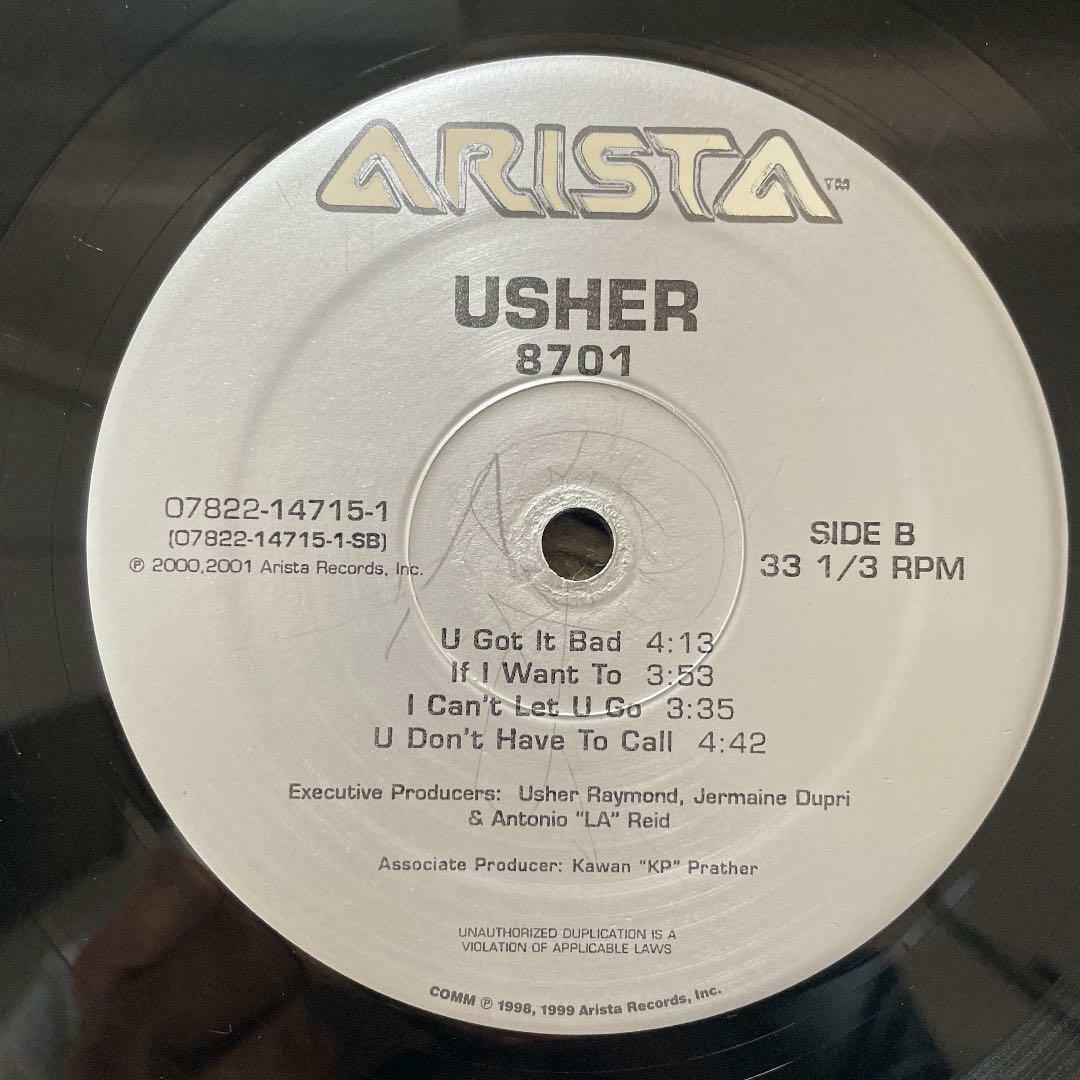 ARISTA™
USHER
8701
07822-14715-1
(07822-14715-1-SB)
℗ 2000,2001 Arista Records, Inc.
SIDE B
33 1/3 RPM
U Got It Bad 4:13
If I Want To 3:53
I Can't Let U Go 3:35
U Don't Have To Call 4:42
Executive Producers: Usher Raymond, Jermaine Dupri
& Antonio "LA" Reid
Associate Producer: Kawan "KP" Prather
UNAUTHORIZED DUPLICATION IS A
VIOLATION OF APPLICABLE LAWS
COMM ℗ 1998, 1999 Arista Records, Inc.